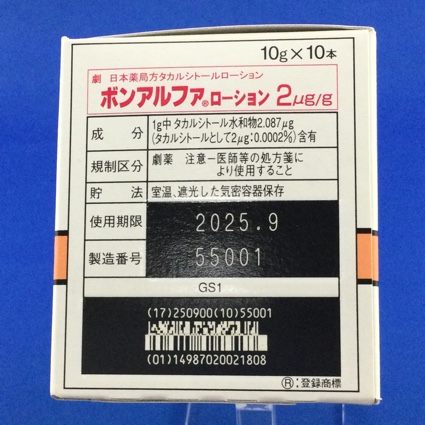 10g×10本
劇 日本薬局方タカルシトールローション
ボンアルファ®ローション 2μg/g
成分 1g中 タカルシトール水和物2.087μg
(タカルシトールとして2μg:0.0002%)含有
規制区分 劇薬 注意-医師等の処方箋に
より使用すること
貯法 室温、遮光した気密容器保存
使用期限 2025.9
製造番号 55001
GS1
(17)250900(10)55001
(01)14987020021808
Ⓡ:登録商標